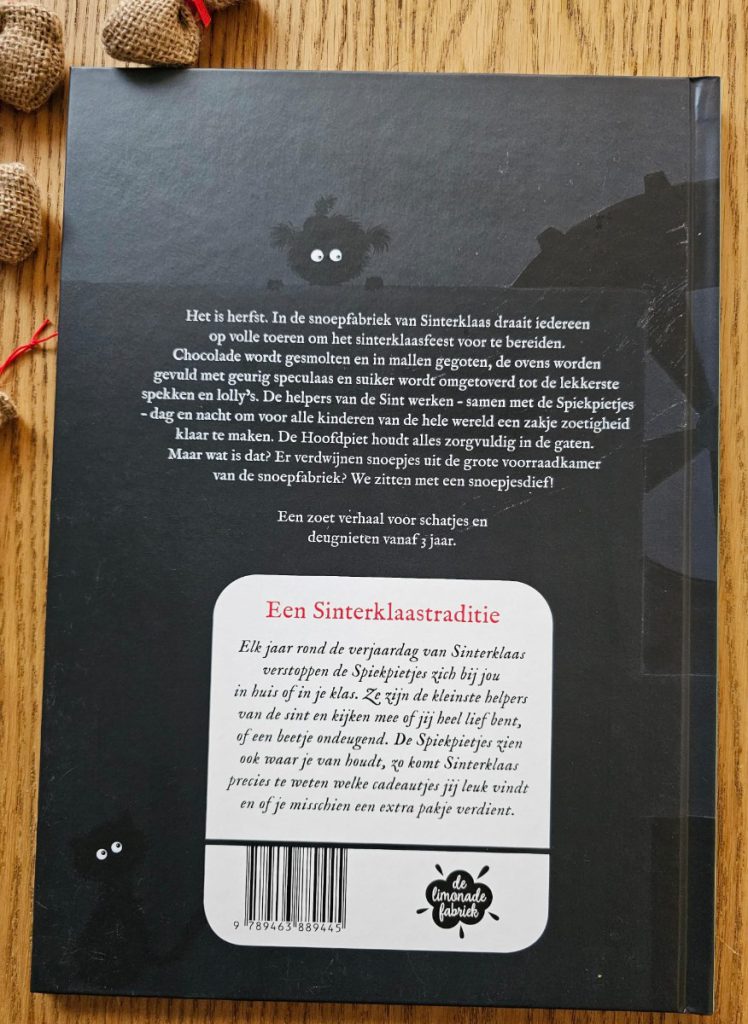 Het is herfst. In de snoepfabriek van Sinterklaas draait iedereen
op volle toeren om het sinterklaasfeest voor te bereiden.
Chocolade wordt gesmolten en in mallen gegoten, de ovens worden
gevuld met geurig speculaas en suiker wordt omgetoverd tot de lekkerste
spekken en lolly's. De helpers van de Sint werken - samen met de Spiekpietjes
- dag en nacht om voor alle kinderen van de hele wereld een zakje zoetigheid
klaar te maken. De Hoofdpiet houdt alles zorgvuldig in de gaten.
Maar wat is dat? Er verdwijnen snoepjes uit de grote voorraadkamer
van de snoepfabriek? We zitten met een snoepjesdief!
Een zoet verhaal voor schatjes en
deugnieten vanaf 3 jaar.
Een Sinterklaastraditie
Elk jaar rond de verjaardag van Sinterklaas
verstoppen de Spiekpietjes zich bij jou
in huis of in je klas. Ze zijn de kleinste helpers
van de sint en kijken mee of jij heel lief bent,
of een beetje ondeugend. De Spiekpietjes zien
ook waar je van houdt, zo komt Sinterklaas
precies te weten welke cadeautjes jij leuk vindt
en of je misschien een extra pakje verdient.
9 789463 889445
de
limonade
fabriek